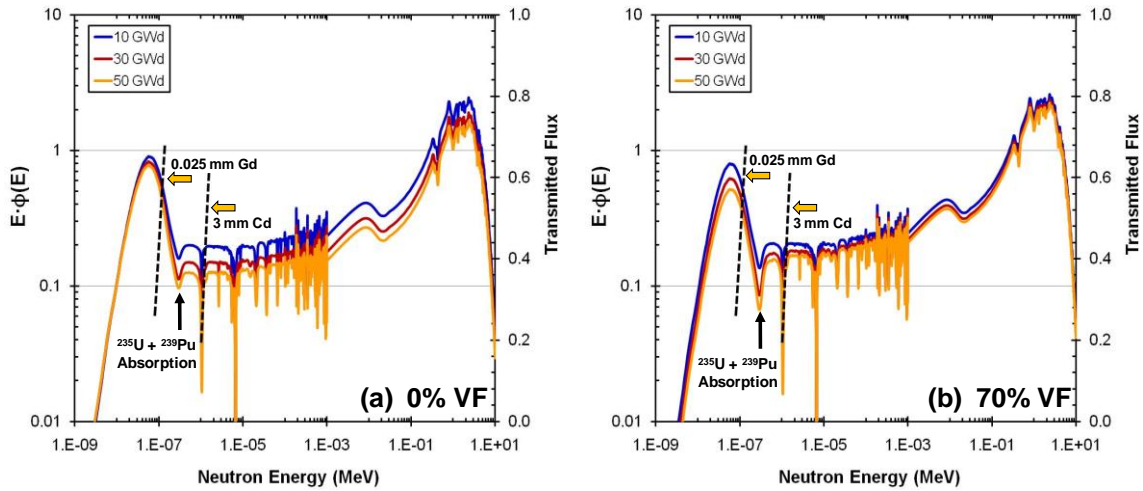 10
1
0.1
0.01
E·ϕ(E)
10 GWd
30 GWd
50 GWd
0.025 mm Gd
3 mm Cd
²³⁵U + ²³⁹Pu
Absorption
(a) 0% VF
1.0
0.8
0.6
0.4
0.2
0.0
Transmitted Flux
1.E-09 1.E-07 1.E-05 1.E-03 1.E-01 1.E+01
Neutron Energy (MeV)
10
1
0.1
0.01
E·ϕ(E)
10 GWd
30 GWd
50 GWd
0.025 mm Gd
3 mm Cd
²³⁵U + ²³⁹Pu
Absorption
(b) 70% VF
1.0
0.8
0.6
0.4
0.2
0.0
Transmitted Flux
1.E-09 1.E-07 1.E-05 1.E-03 1.E-01 1.E+01
Neutron Energy (MeV)